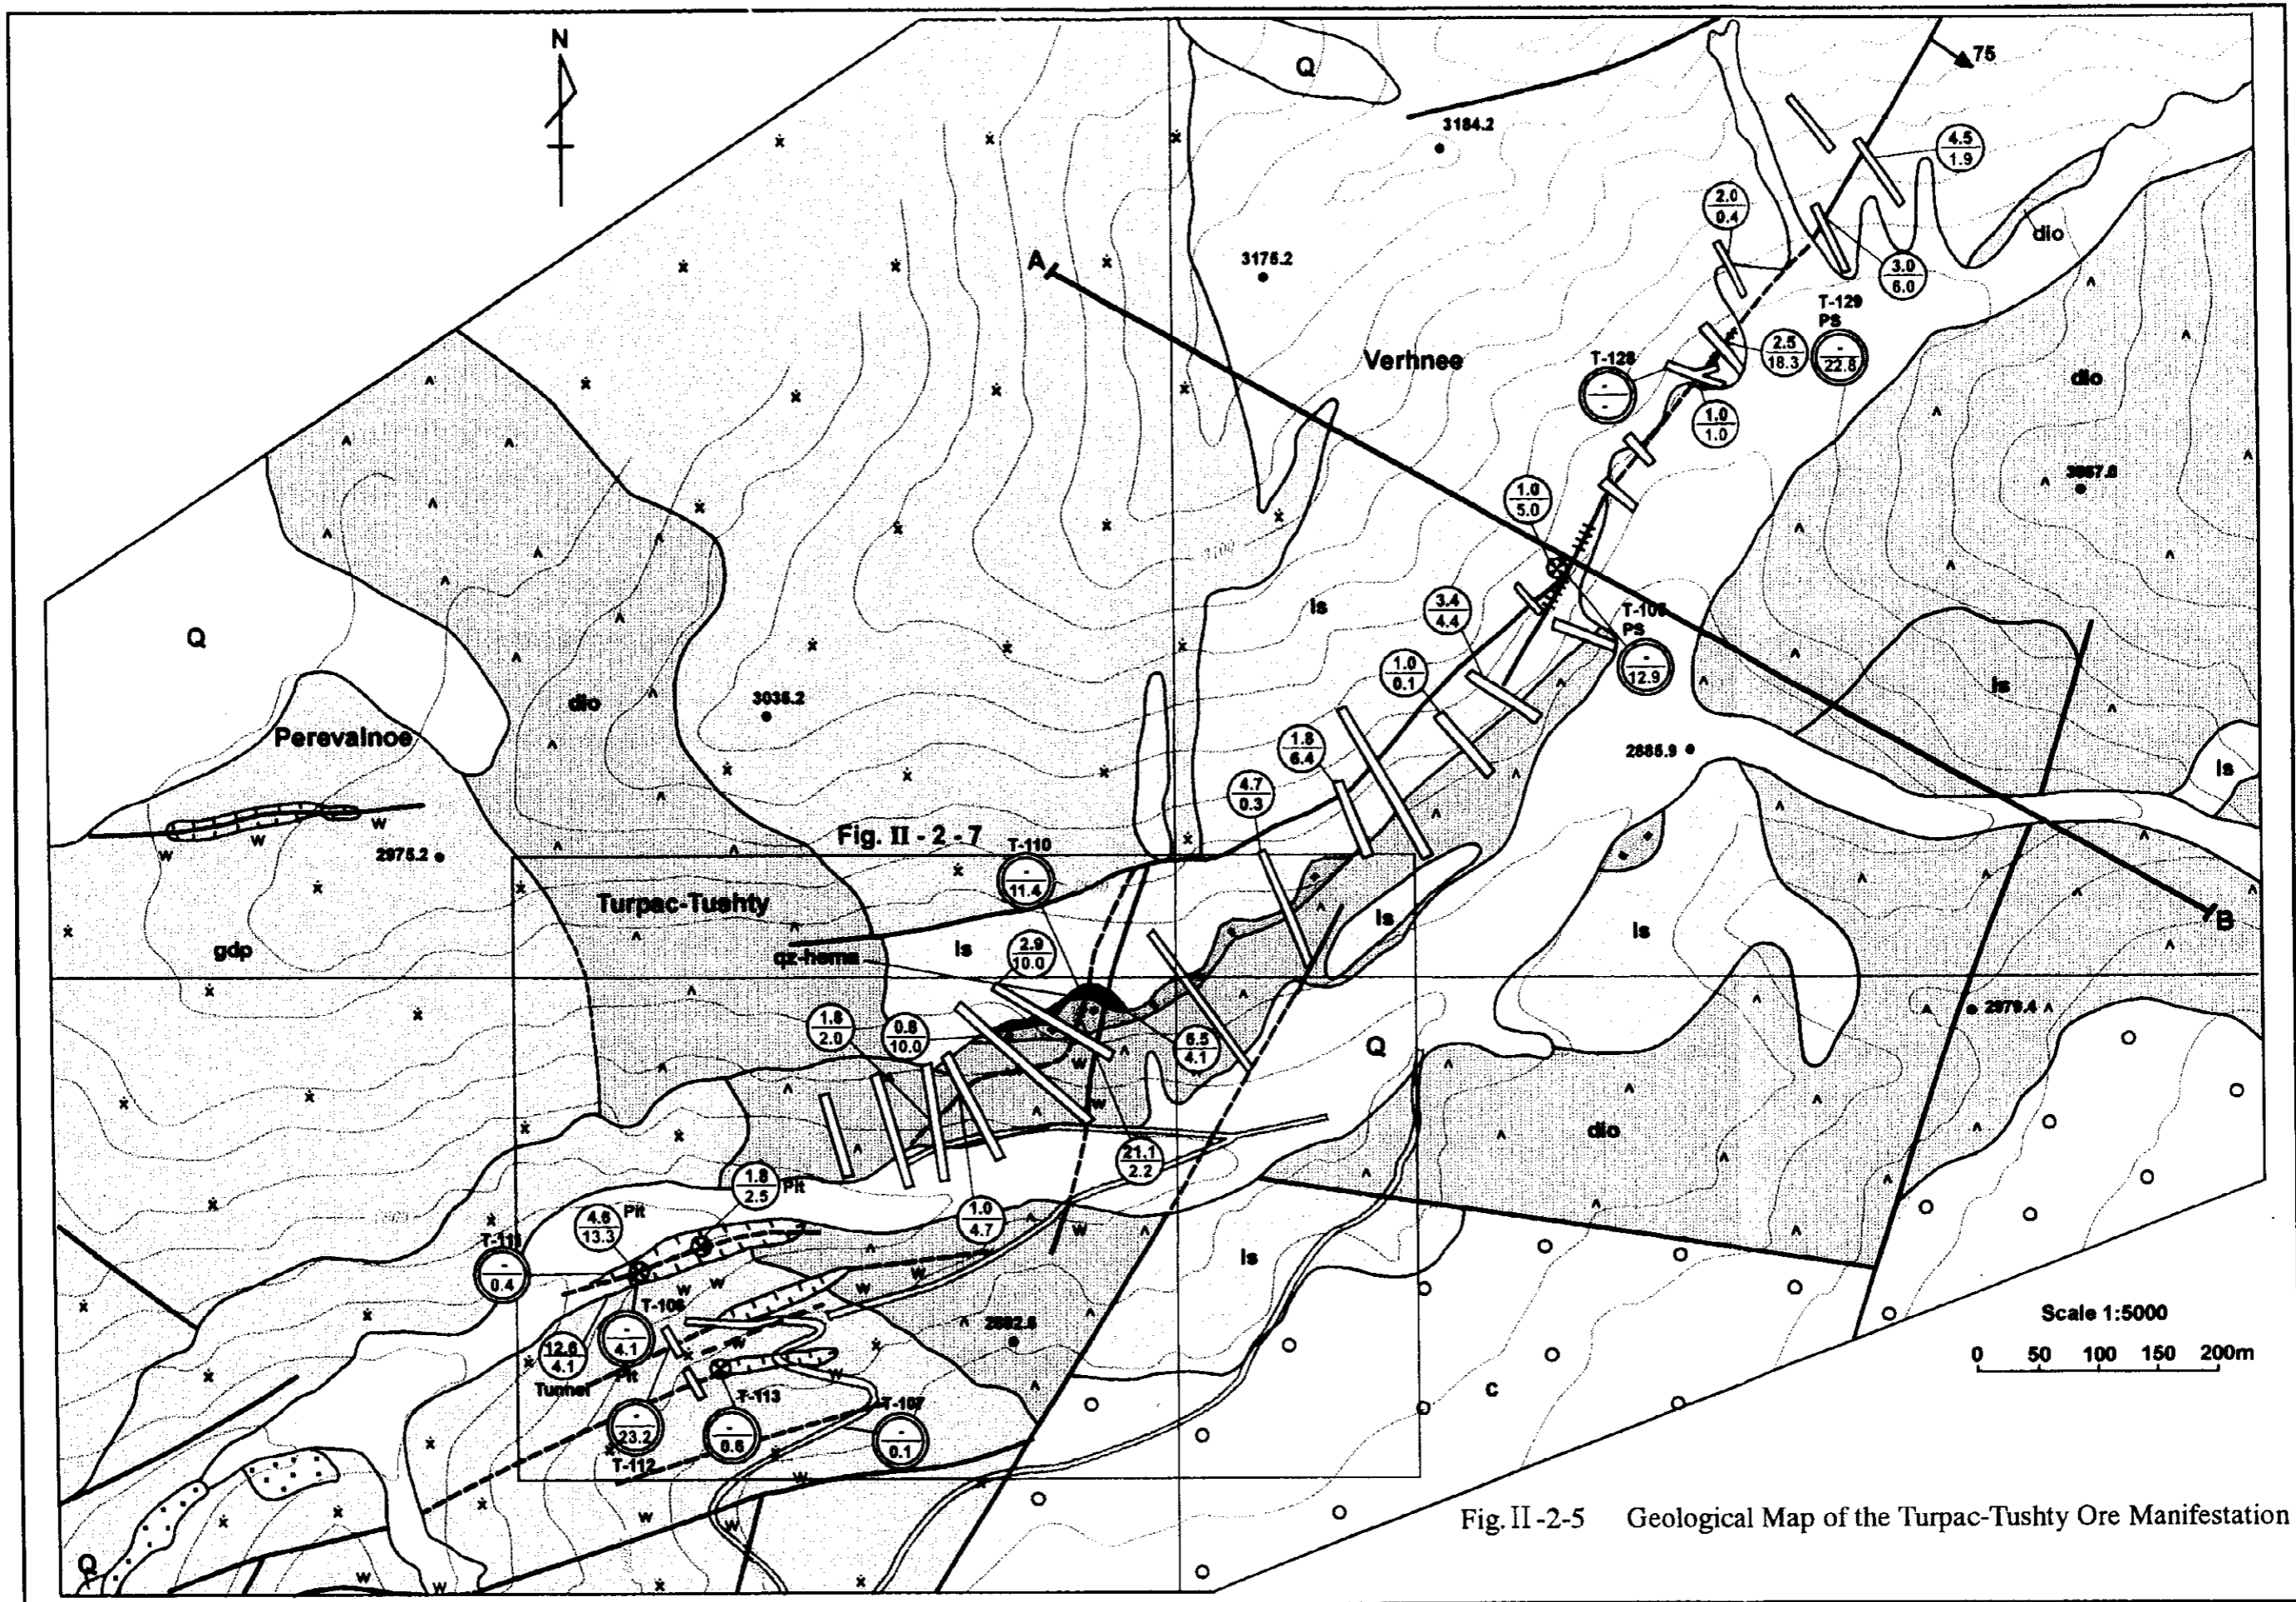 N
Q
75
3184.2
4.5
1.9
2.0
0.4
dio
A
3175.2
3.0
6.0
T-129
PS
Verhnee
T-128
-
-
2.5
18.3
-
22.8
dio
1.0
1.0
1.0
5.0
3100
ls
3.4
4.4
T-105
PS
-
12.9
Q
ls
1.0
0.1
dio
3035.2
Perevalnoe
1.8
6.4
2885.9
ls
4.7
0.3
w
w
w
2975.2
Fig. II - 2 - 7
T-110
-
11.4
Turpac-Tushty
ls
B
gdp
qz-hema
ls
2.9
10.0
ls
2979.4
1.8
2.0
0.8
10.0
6.5
4.1
Q
w
w
dio
21.1
2.2
1.8
2.5
Pit
4.6
13.3
Pit
1.0
4.7
w
T-111
-
0.4
ls
w
w
w
T-106
-
4.1
Scale 1:5000
2892.6
12.6
4.1
Tunnel
Pit
w
w
0 50 100 150 200m
T-113
T-107
c
-
23.2
-
0.6
-
0.1
T-112
w
w
w
Fig. II-2-5 Geological Map of the Turpac-Tushty Ore Manifestation
Q
w
w